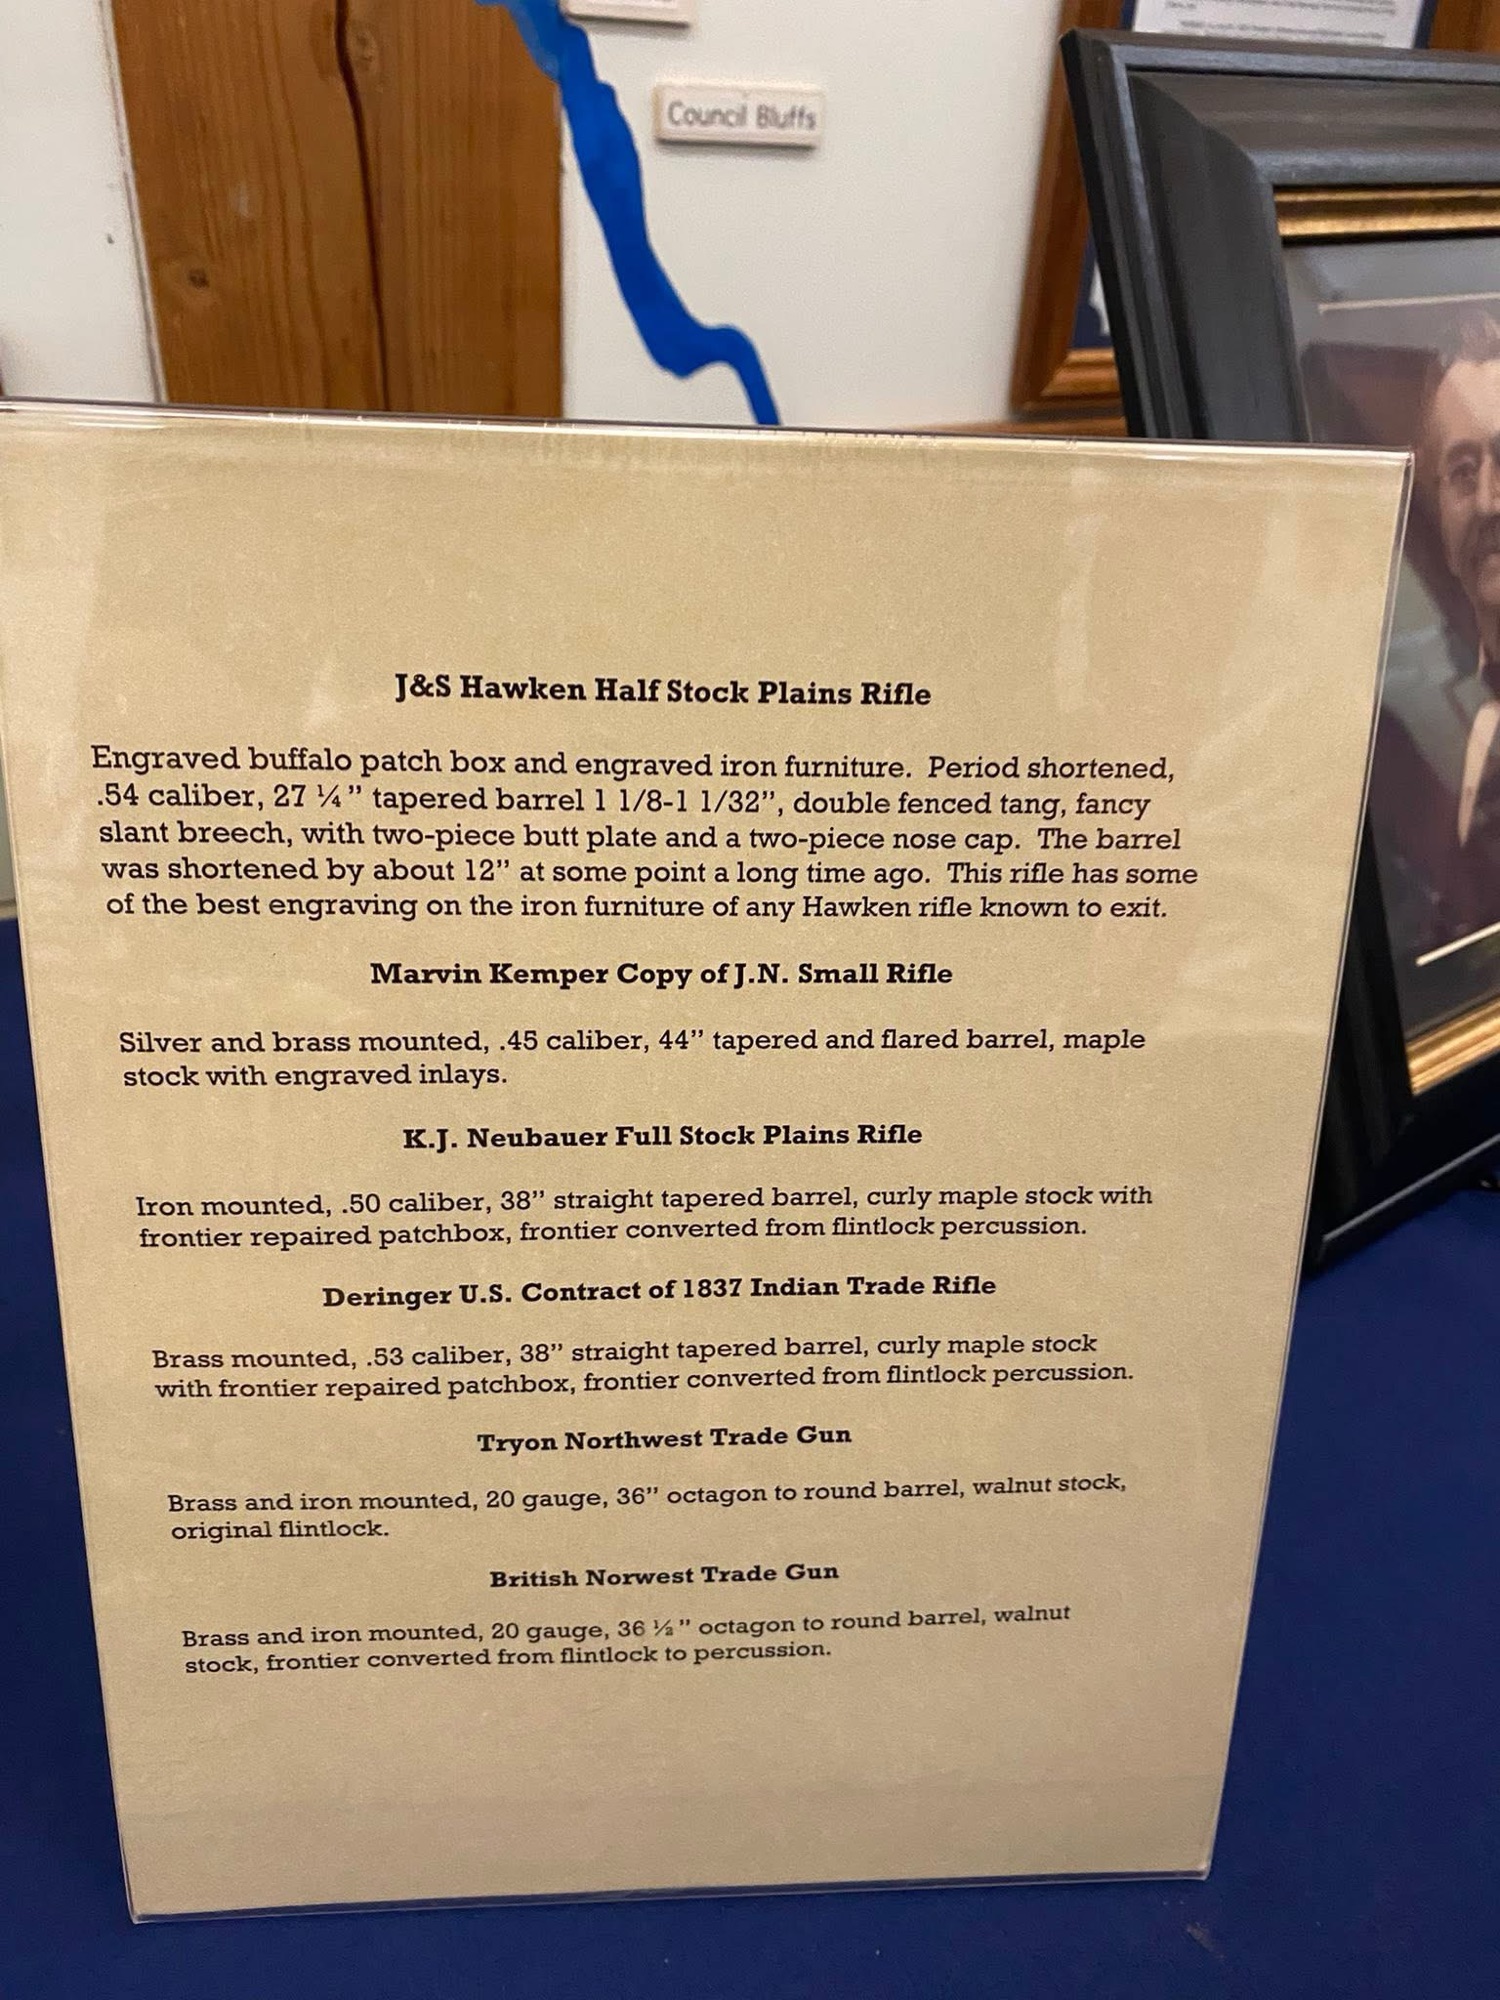 Council Bluffs
J&S Hawken Half Stock Plains Rifle
Engraved buffalo patch box and engraved iron furniture. Period shortened,
.54 caliber, 27 ¼ ” tapered barrel 1 1/8-1 1/32”, double fenced tang, fancy
slant breech, with two-piece butt plate and a two-piece nose cap. The barrel
was shortened by about 12” at some point a long time ago. This rifle has some
of the best engraving on the iron furniture of any Hawken rifle known to exit.
Marvin Kemper Copy of J.N. Small Rifle
Silver and brass mounted, .45 caliber, 44” tapered and flared barrel, maple
stock with engraved inlays.
K.J. Neubauer Full Stock Plains Rifle
Iron mounted, .50 caliber, 38” straight tapered barrel, curly maple stock with
frontier repaired patchbox, frontier converted from flintlock percussion.
Deringer U.S. Contract of 1837 Indian Trade Rifle
Brass mounted, .53 caliber, 38” straight tapered barrel, curly maple stock
with frontier repaired patchbox, frontier converted from flintlock percussion.
Tryon Northwest Trade Gun
Brass and iron mounted, 20 gauge, 36” octagon to round barrel, walnut stock,
original flintlock.
British Norwest Trade Gun
Brass and iron mounted, 20 gauge, 36 ½ ” octagon to round barrel, walnut
stock, frontier converted from flintlock to percussion.